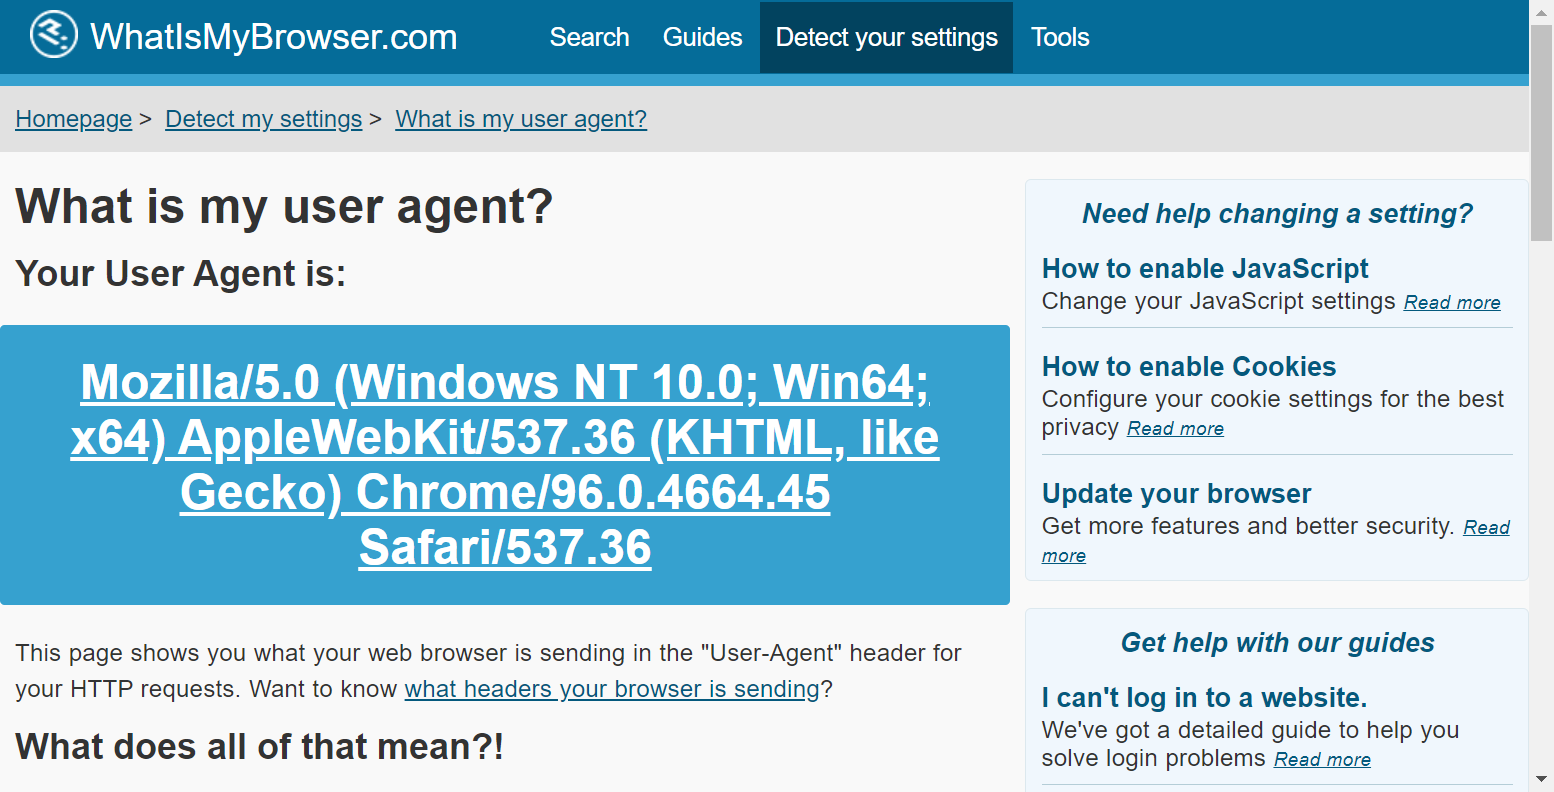 WhatIsMyBrowser.com
Search Guides Detect your settings Tools
Homepage > Detect my settings > What is my user agent?
What is my user agent?
Your User Agent is:
Mozilla/5.0 (Windows NT 10.0; Win64;
x64) AppleWebKit/537.36 (KHTML, like
Gecko) Chrome/96.0.4664.45
Safari/537.36
This page shows you what your web browser is sending in the "User-Agent" header for
your HTTP requests. Want to know what headers your browser is sending?
What does all of that mean?!
Need help changing a setting?
How to enable JavaScript
Change your JavaScript settings Read more
How to enable Cookies
Configure your cookie settings for the best
privacy Read more
Update your browser
Get more features and better security. Read
more
Get help with our guides
I can't log in to a website.
We've got a detailed guide to help you
solve login problems Read more